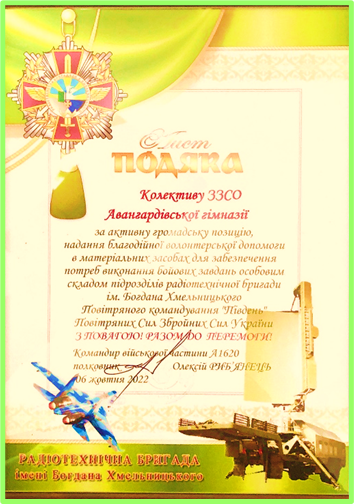 Лист
ПОДЯКА
Колективу ЗЗСО
Авангардівської гімназії
за активну громадську позицію,
надання благодійної волонтерської допомоги
в матеріальних засобах для забезпечення
потреб виконання бойових завдань особовим
складом підрозділів радіотехнічної бригади
ім. Богдана Хмельницького
Повітряного командування "Південь"
Повітряних Сил Збройних Сил України
З ПОВАГОЮ! РАЗОМ ДО ПЕРЕМОГИ!
Командир військової частини А1620
полковник Олексій
06 жовтня 2022
РАДІОТЕХНІЧНА БРИГАДА
імені Богдана Хмельницького